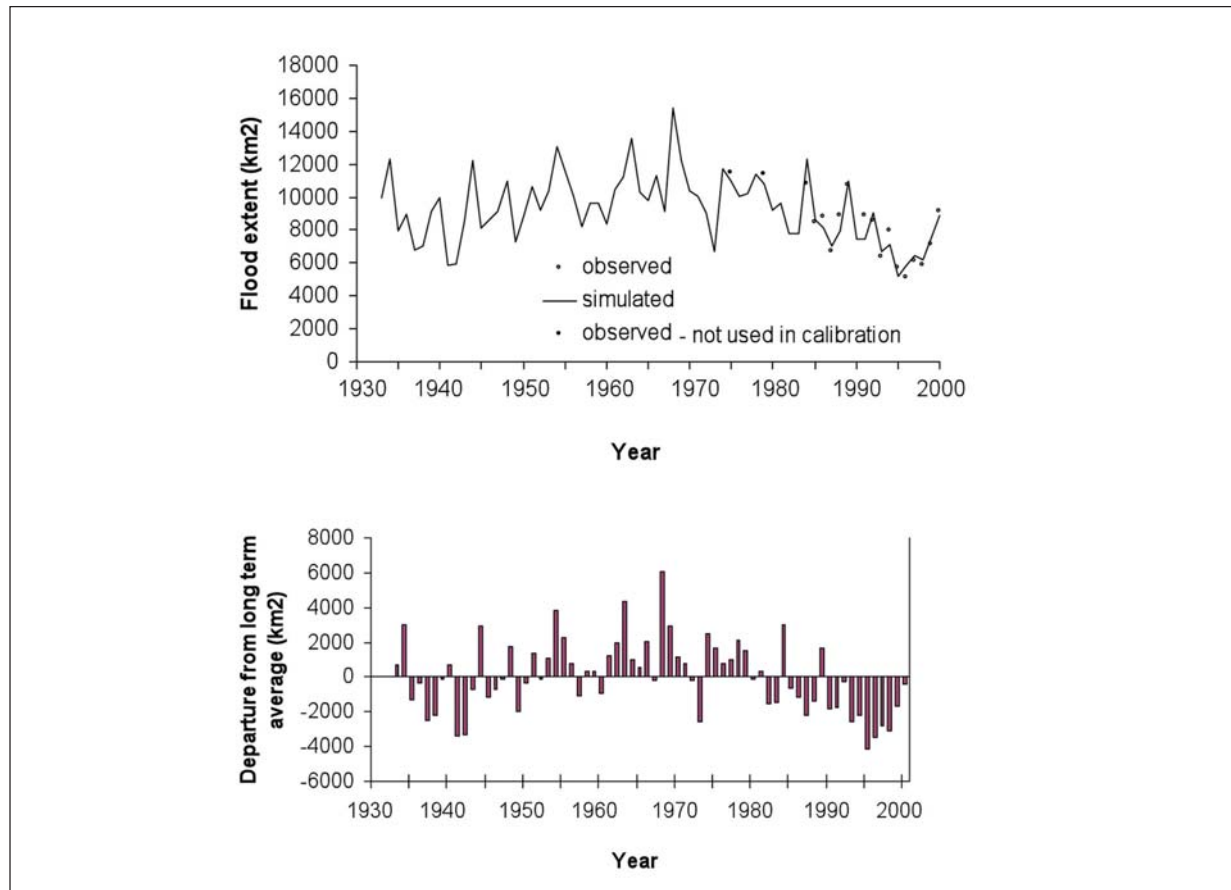 18000
16000
14000
12000
10000
8000
6000
4000
2000
0
Flood extent (km2)
observed
simulated
observed - not used in calibration
1930 1940 1950 1960 1970 1980 1990 2000
Year
8000
6000
4000
2000
0
-2000
-4000
-6000
Departure from long term
average (km2)
1930 1940 1950 1960 1970 1980 1990 2000
Year